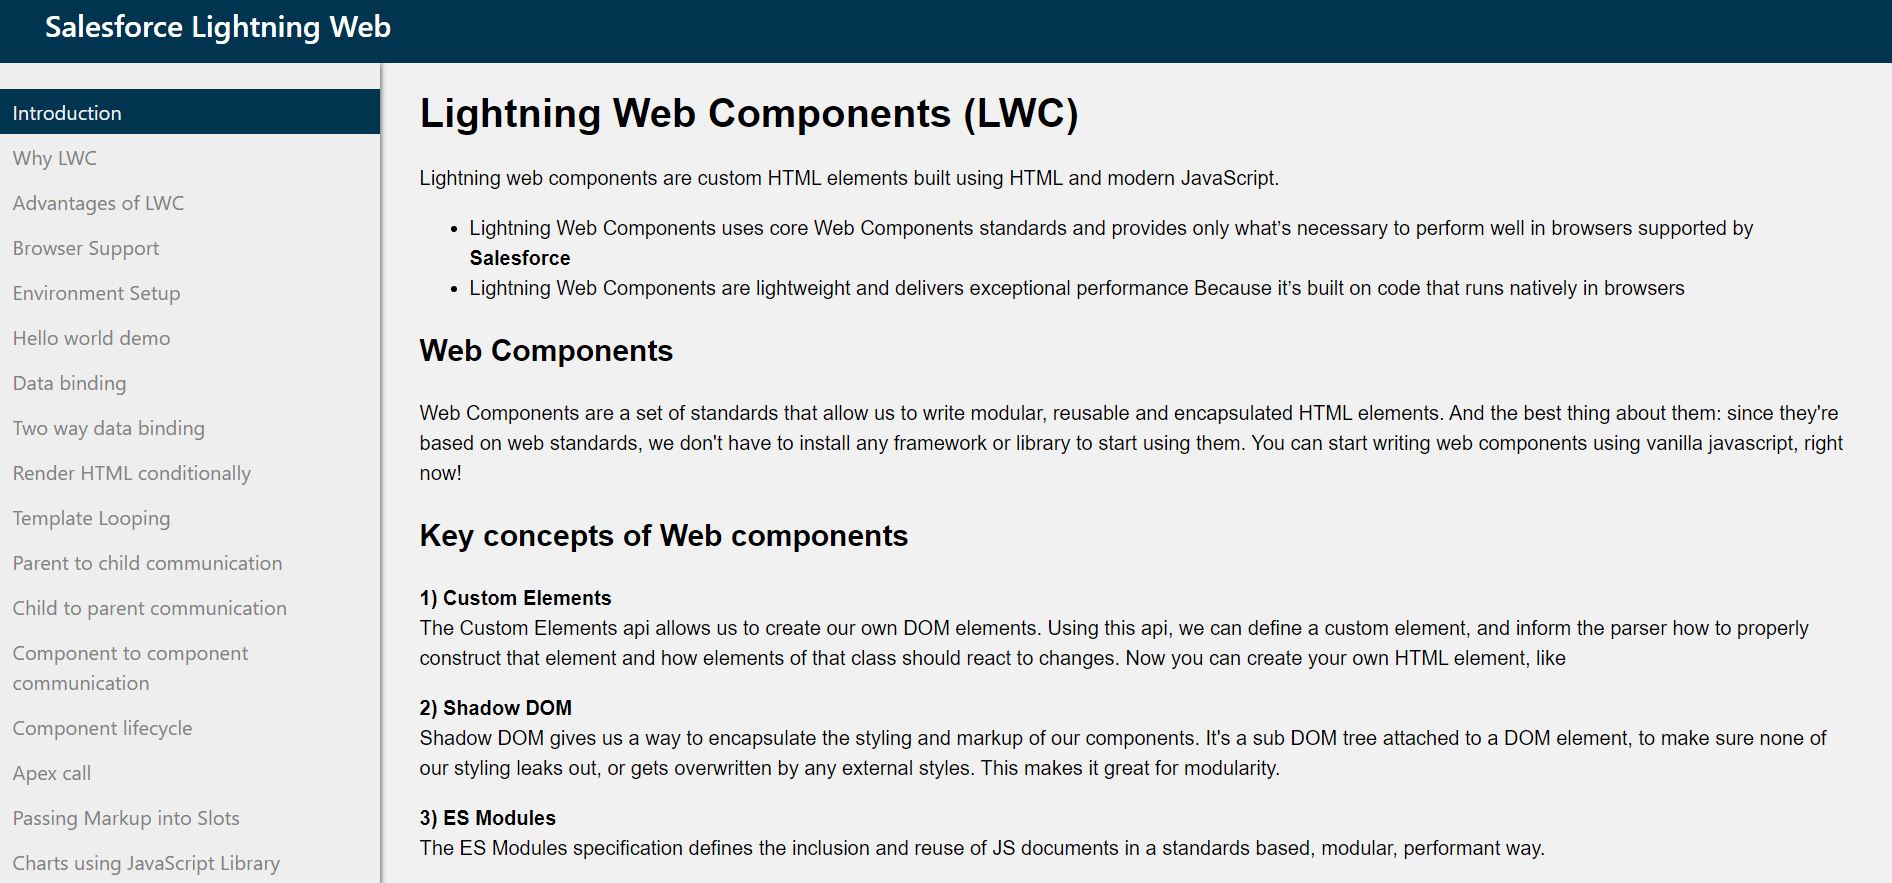 Salesforce Lightning Web
Introduction
Why LWC
Advantages of LWC
Browser Support
Environment Setup
Hello world demo
Data binding
Two way data binding
Render HTML conditionally
Template Looping
Parent to child communication
Child to parent communication
Component to component
communication
Component lifecycle
Apex call
Passing Markup into Slots
Charts using JavaScript Library
Lightning Web Components (LWC)
Lightning web components are custom HTML elements built using HTML and modern JavaScript.
• Lightning Web Components uses core Web Components standards and provides only what’s necessary to perform well in browsers supported by
Salesforce
• Lightning Web Components are lightweight and delivers exceptional performance Because it’s built on code that runs natively in browsers
Web Components
Web Components are a set of standards that allow us to write modular, reusable and encapsulated HTML elements. And the best thing about them: since they're
based on web standards, we don't have to install any framework or library to start using them. You can start writing web components using vanilla javascript, right
now!
Key concepts of Web components
1) Custom Elements
The Custom Elements api allows us to create our own DOM elements. Using this api, we can define a custom element, and inform the parser how to properly
construct that element and how elements of that class should react to changes. Now you can create your own HTML element, like
2) Shadow DOM
Shadow DOM gives us a way to encapsulate the styling and markup of our components. It's a sub DOM tree attached to a DOM element, to make sure none of
our styling leaks out, or gets overwritten by any external styles. This makes it great for modularity.
3) ES Modules
The ES Modules specification defines the inclusion and reuse of JS documents in a standards based, modular, performant way.